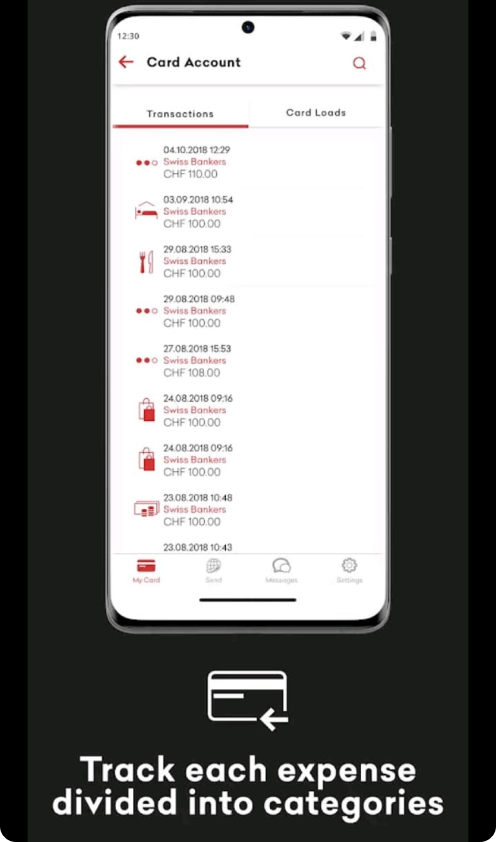 12:30
Card Account
Transactions
Card Loads
04.10.2018 12:29
Swiss Bankers
CHF 110.00
03.09.2018 10:54
Swiss Bankers
CHF 100.00
29.08.2018 15:33
Swiss Bankers
CHF 100.00
29.08.2018 09:48
Swiss Bankers
CHF 100.00
27.08.2018 15:53
Swiss Bankers
CHF 108.00
24.08.2018 09:16
Swiss Bankers
CHF 100.00
24.08.2018 09:16
Swiss Bankers
CHF 100.00
23.08.2018 10:48
Swiss Bankers
CHF 100.00
23.08.2018 10:43
My Card
Send
Messages
Settings
Track each expense
divided into categories